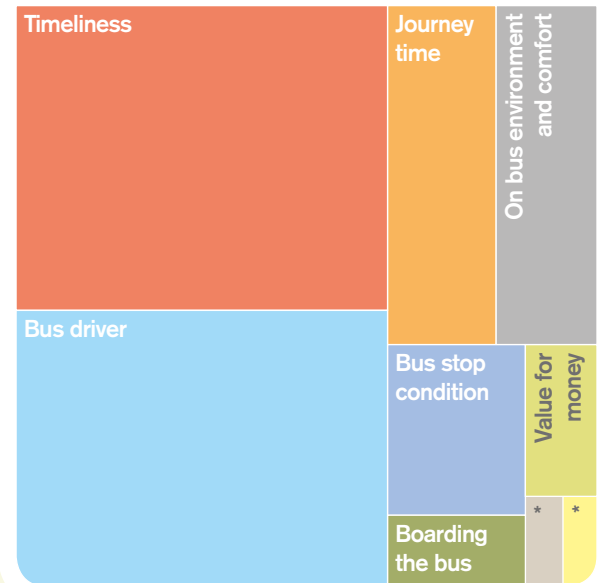 Timeliness
Journey
time
On bus environment
and comfort
Bus driver
Bus stop
condition
Value for
money
*
*
Boarding
the bus